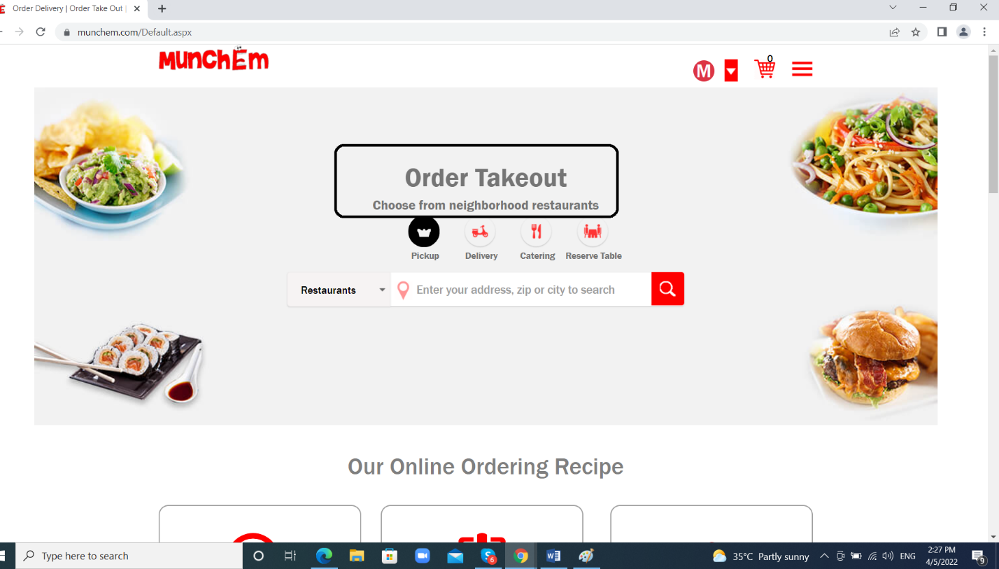 Order Delivery | Order Take Out |
munchem.com/Default.aspx
MUNCHEM
M
0
Order Takeout
Choose from neighborhood restaurants
Pickup Delivery Catering Reserve Table
Restaurants Enter your address, zip or city to search
Our Online Ordering Recipe
Type here to search
S 6
W
35°C Partly sunny
ENG
2:27 PM
4/5/2022
9